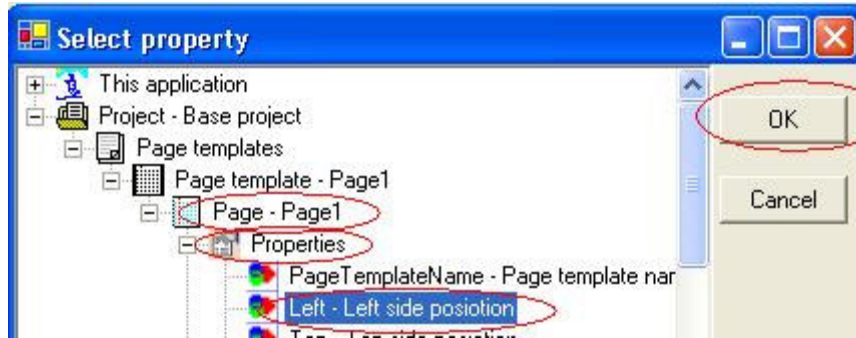 Select property
This application
OK
Project - Base project
Page templates
Page template - Page1
Cancel
Page - Page1
Properties
PageTemplateName - Page template nar
Left - Left side posiotion